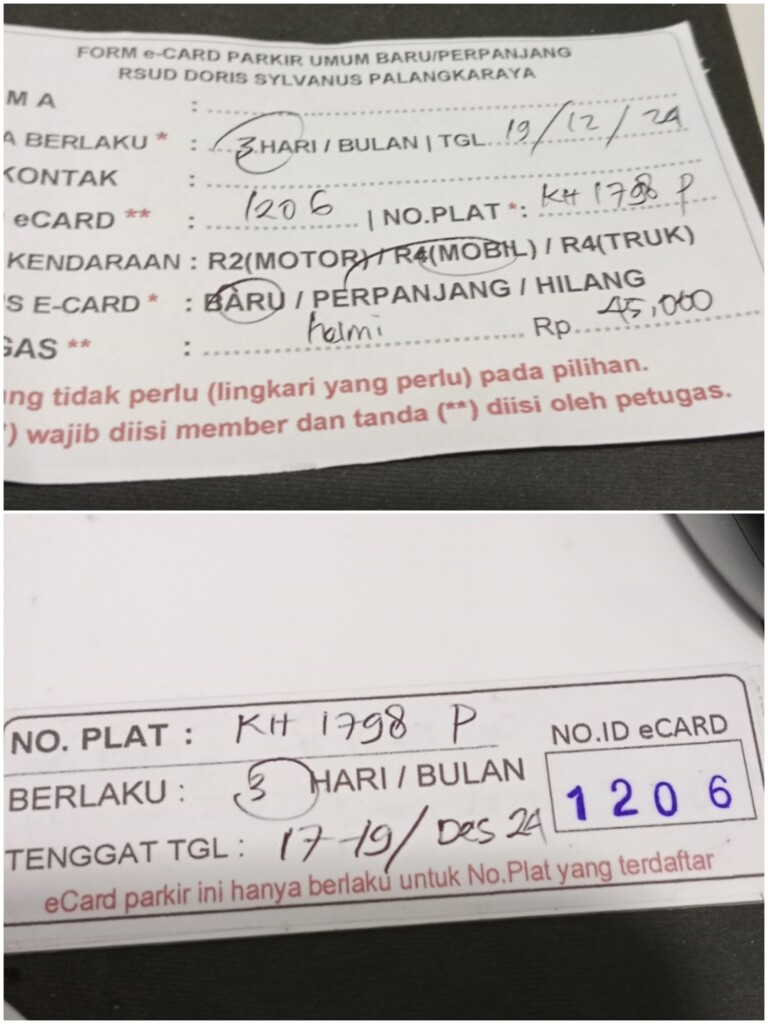 FORM e-CARD PARKIR UMUM BARU/PERPANJANG
RSUD DORIS SYLVANUS PALANGKARAYA
MA :
A BERLAKU * : 3 HARI / BULAN | TGL 19/12/24
KONTAK :
eCARD ** : 1206 | NO.PLAT *: KH 1798 P
KENDARAAN : R2(MOTOR) / R4(MOBIL) / R4(TRUK)
S E-CARD * : BARU / PERPANJANG / HILANG
GAS ** : helmi Rp. 45,000
ng tidak perlu (lingkari yang perlu) pada pilihan.
*) wajib diisi member dan tanda (**) diisi oleh petugas.
NO. PLAT : KH 1798 P
NO.ID eCARD
BERLAKU : 3 HARI / BULAN
1206
TENGGAT TGL : 17-19/Des 24
eCard parkir ini hanya berlaku untuk No.Plat yang terdaftar